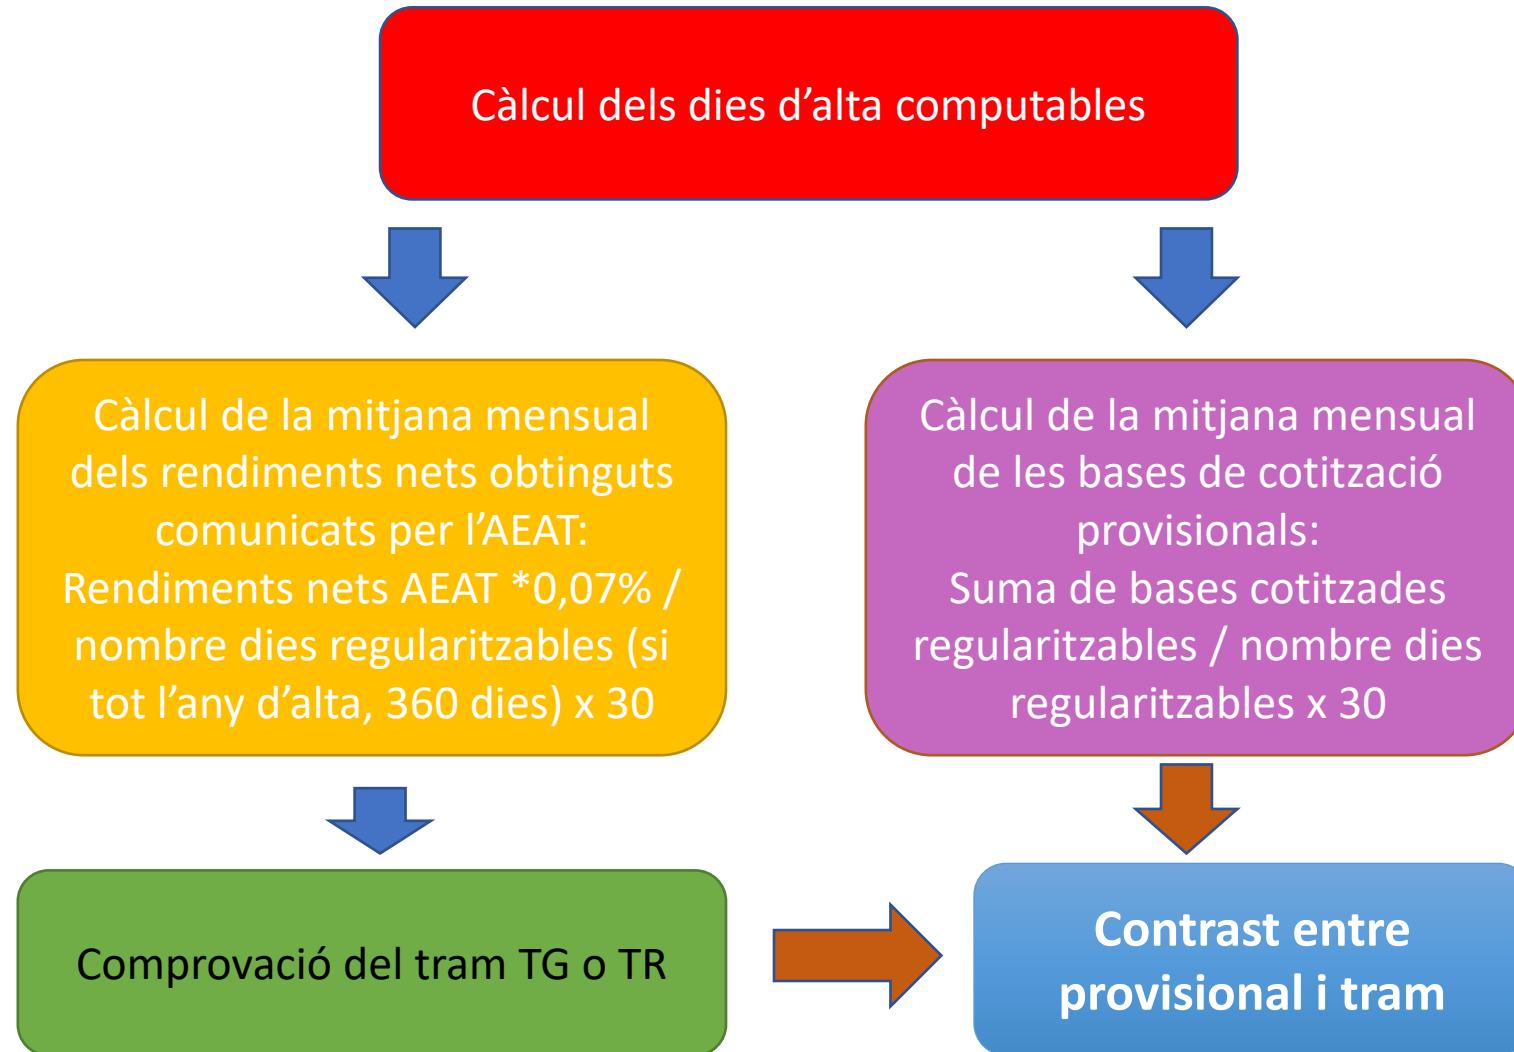 Càlcul dels dies d’alta computables
Càlcul de la mitjana mensual
dels rendiments nets obtinguts
comunicats per l’AEAT:
Rendiments nets AEAT *0,07% /
nombre dies regularitzables (si
tot l’any d’alta, 360 dies) x 30
Càlcul de la mitjana mensual
de les bases de cotització
provisionals:
Suma de bases cotitzades
regularitzables / nombre dies
regularitzables x 30
Comprovació del tram TG o TR
Contrast entre
provisional i tram